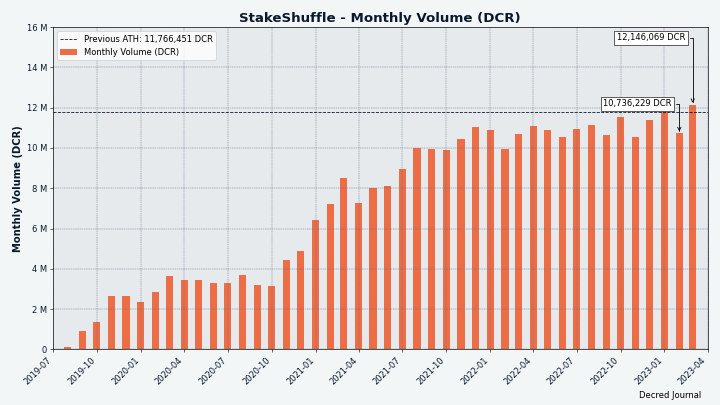 StakeShuffle - Monthly Volume (DCR)
Previous ATH: 11,766,451 DCR
Monthly Volume (DCR)
12,146,069 DCR
10,736,229 DCR
Monthly Volume (DCR)
16 M
14 M
12 M
10 M
8 M
6 M
4 M
2 M
0
2019-07
2019-10
2020-01
2020-04
2020-07
2020-10
2021-01
2021-04
2021-07
2021-10
2022-01
2022-04
2022-07
2022-10
2023-01
2023-04
Decred Journal